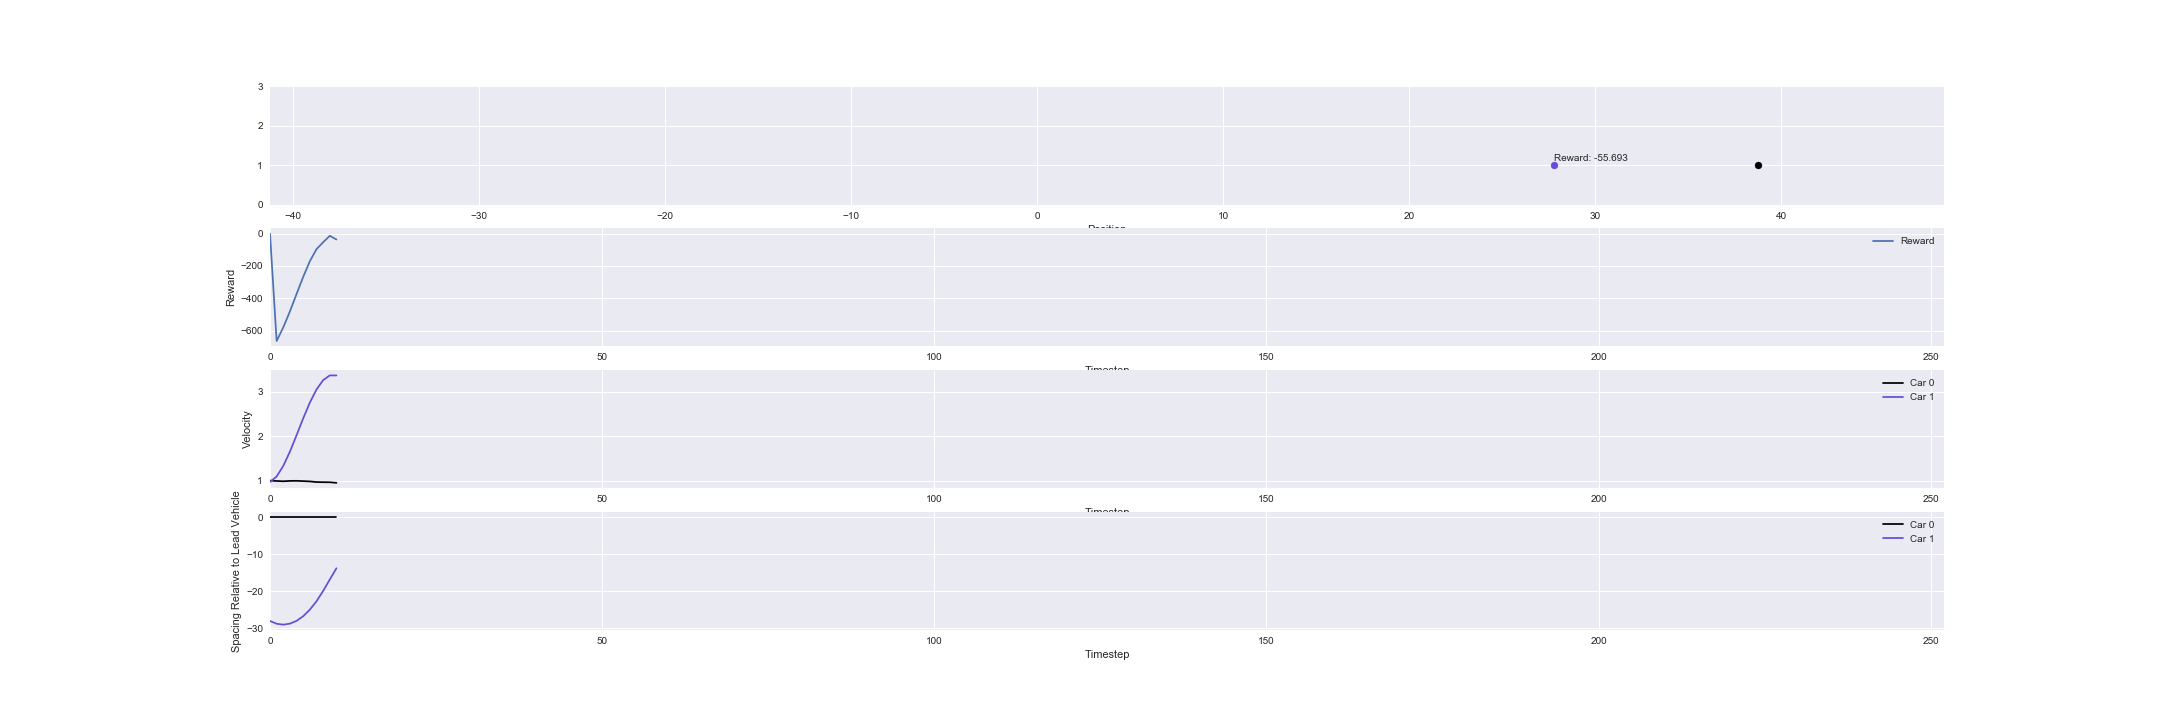 3
2
Reward: -55.693
1
0
−40 −30 −20 −10 0 10 20 30 40
Position
0
Reward
−200
Reward
−400
−600
0 50 100 150 200 250
Timestep
Car 0
3
Car 1
Velocity
2
1
0 50 100 150 200 250
Timestep
Spacing Relative to Lead Vehicle
0
Car 0
Car 1
−10
−20
−30
0 50 100 150 200 250
Timestep